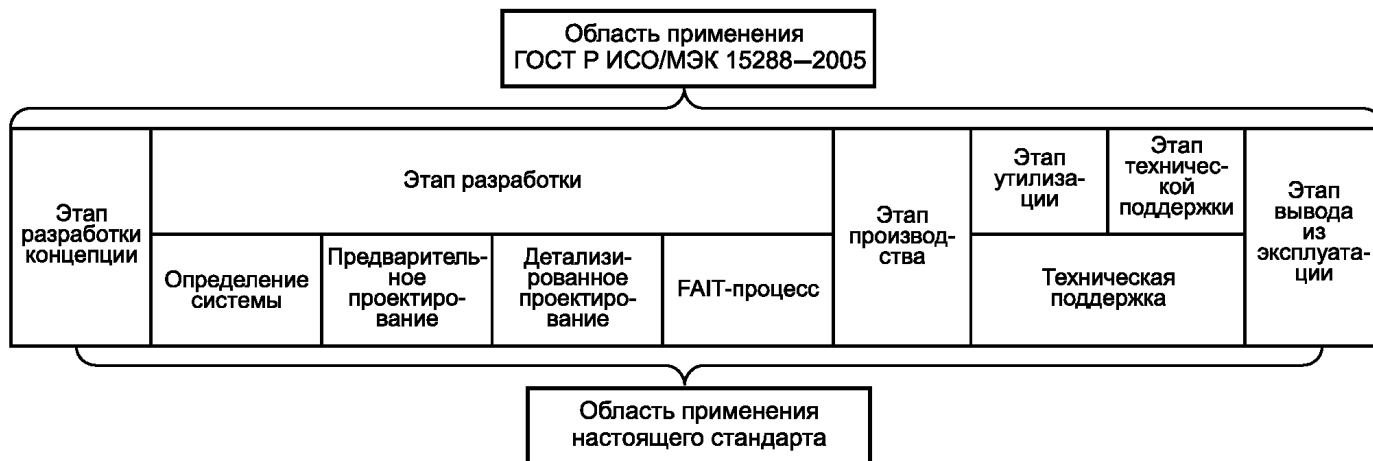 Область применения
ГОСТ Р ИСО/МЭК 15288—2005
Этап
разработки
концепции
Этап разработки
Определение
системы
Предваритель-
ное
проектиро-
вание
Детализи-
рованное
проектиро-
вание
FAIT-процесс
Этап
производ-
ства
Этап
утилиза-
ции
Этап
техничес-
кой
поддержки
Техническая
поддержка
Этап
вывода
из
эксплуата-
ции
Область применения
настоящего стандарта